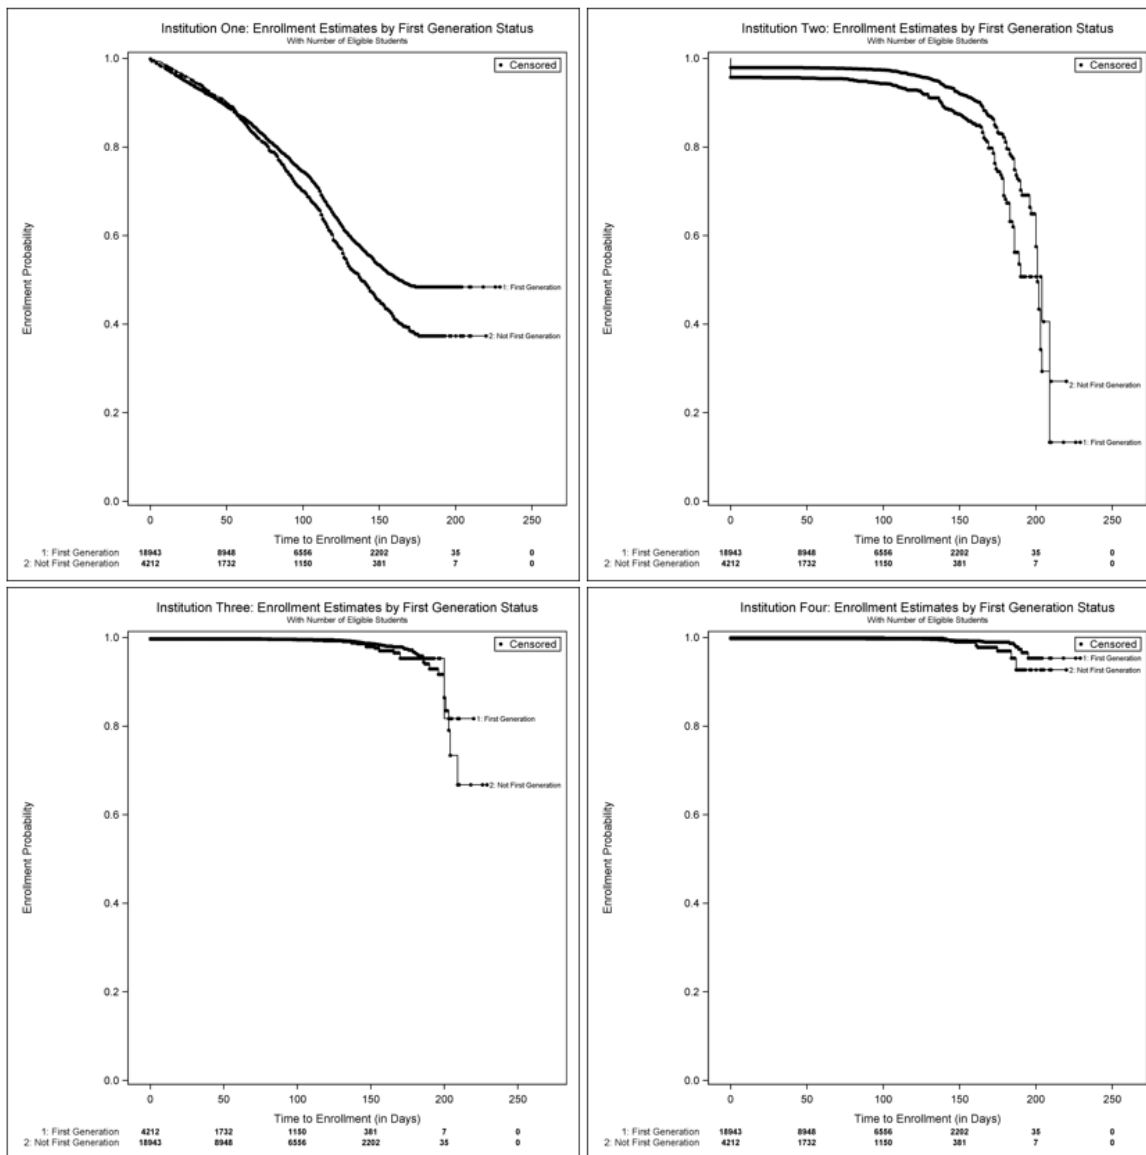 Institution One: Enrollment Estimates by First Generation Status
With Number of Eligible Students
Censored
1.0
0.8
0.6
0.4
0.2
0.0
Enrollment Probability
1: First Generation
2: Not First Generation
0 50 100 150 200 250
Time to Enrollment (in Days)
1: First Generation 18943 8948 6556 2202 35 0
2: Not First Generation 4212 1732 1150 381 7 0
Institution Two: Enrollment Estimates by First Generation Status
With Number of Eligible Students
Censored
1.0
0.8
0.6
0.4
0.2
0.0
Enrollment Probability
2: Not First Generation
1: First Generation
0 50 100 150 200 250
Time to Enrollment (in Days)
1: First Generation 18943 8948 6556 2202 35 0
2: Not First Generation 4212 1732 1150 381 7 0
Institution Three: Enrollment Estimates by First Generation Status
With Number of Eligible Students
Censored
1.0
0.8
0.6
0.4
0.2
0.0
Enrollment Probability
1: First Generation
2: Not First Generation
0 50 100 150 200 250
Time to Enrollment (in Days)
1: First Generation 4212 1732 1150 381 7 0
2: Not First Generation 18943 8948 6556 2202 35 0
Institution Four: Enrollment Estimates by First Generation Status
With Number of Eligible Students
Censored
1.0
0.8
0.6
0.4
0.2
0.0
Enrollment Probability
1: First Generation
2: Not First Generation
0 50 100 150 200 250
Time to Enrollment (in Days)
1: First Generation 18943 8948 6556 2202 35 0
2: Not First Generation 4212 1732 1150 381 7 0